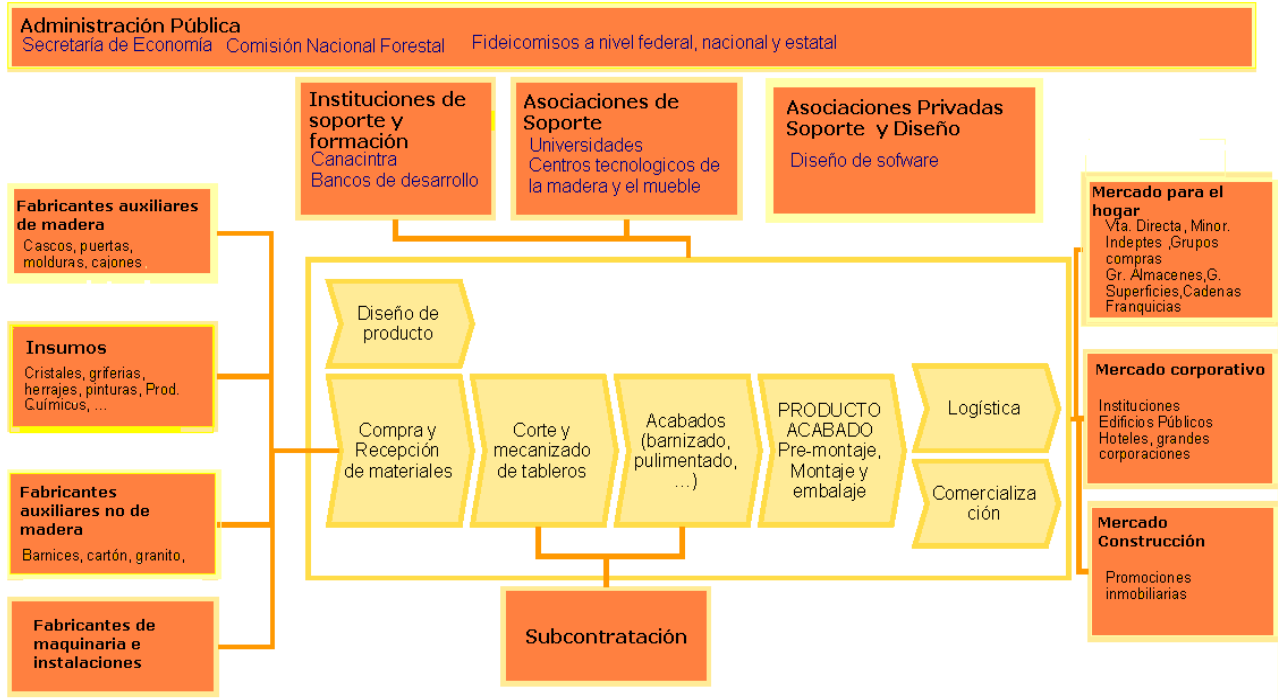 Administración Pública
Secretaría de Economía Comisión Nacional Forestal Fideicomisos a nivel federal, nacional y estatal
Instituciones de
soporte y
formación
Canacintra
Bancos de desarrollo
Asociaciones de
Soporte
Universidades
Centros tecnologicos de
la madera y el mueble
Asociaciones Privadas
Soporte y Diseño
Diseño de sofware
Fabricantes auxiliares
de madera
Cascos, puertas,
molduras, cajones.
Insumos
Cristales, griferias,
herrajes, pinturas, Prod.
Químicos, ...
Fabricantes
auxiliares no de
madera
Barnices, cartón, granito,
Fabricantes de
maquinaria e
instalaciones
Diseño de
producto
Compra y
Recepción
de materiales
Corte y
mecanizado
de tableros
Acabados
(barnizado,
pulimentado,
...)
PRODUCTO
ACABADO
Pre-montaje,
Montaje y
embalaje
Logística
Comercializa
ción
Subcontratación
Mercado para el
hogar
Vta. Directa, Minor.
Indeptes ,Grupos
compras
Gr. Almacenes,G.
Superficies,Cadenas
Franquicias
Mercado corporativo
Instituciones
Edificios Públicos
Hoteles, grandes
corporaciones
Mercado
Construcción
Promociones
inmobiliarias